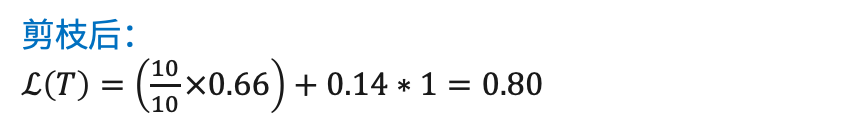 剪枝后：
ℒ(T) = (10/10 × 0.66) + 0.14 * 1 = 0.80